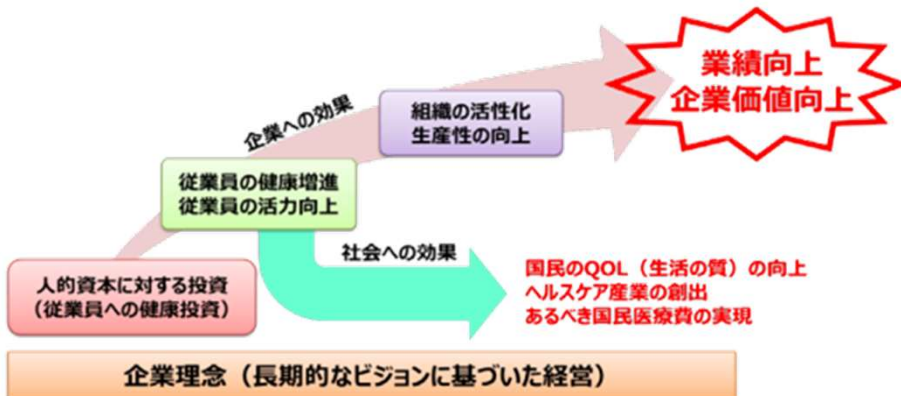 業績向上
企業価値向上
企業への効果
組織の活性化
生産性の向上
従業員の健康増進
従業員の活力向上
社会への効果
人的資本に対する投資
（従業員への健康投資）
国民のQOL（生活の質）の向上
ヘルスケア産業の創出
あるべき国民医療費の実現
企業理念（長期的なビジョンに基づいた経営）